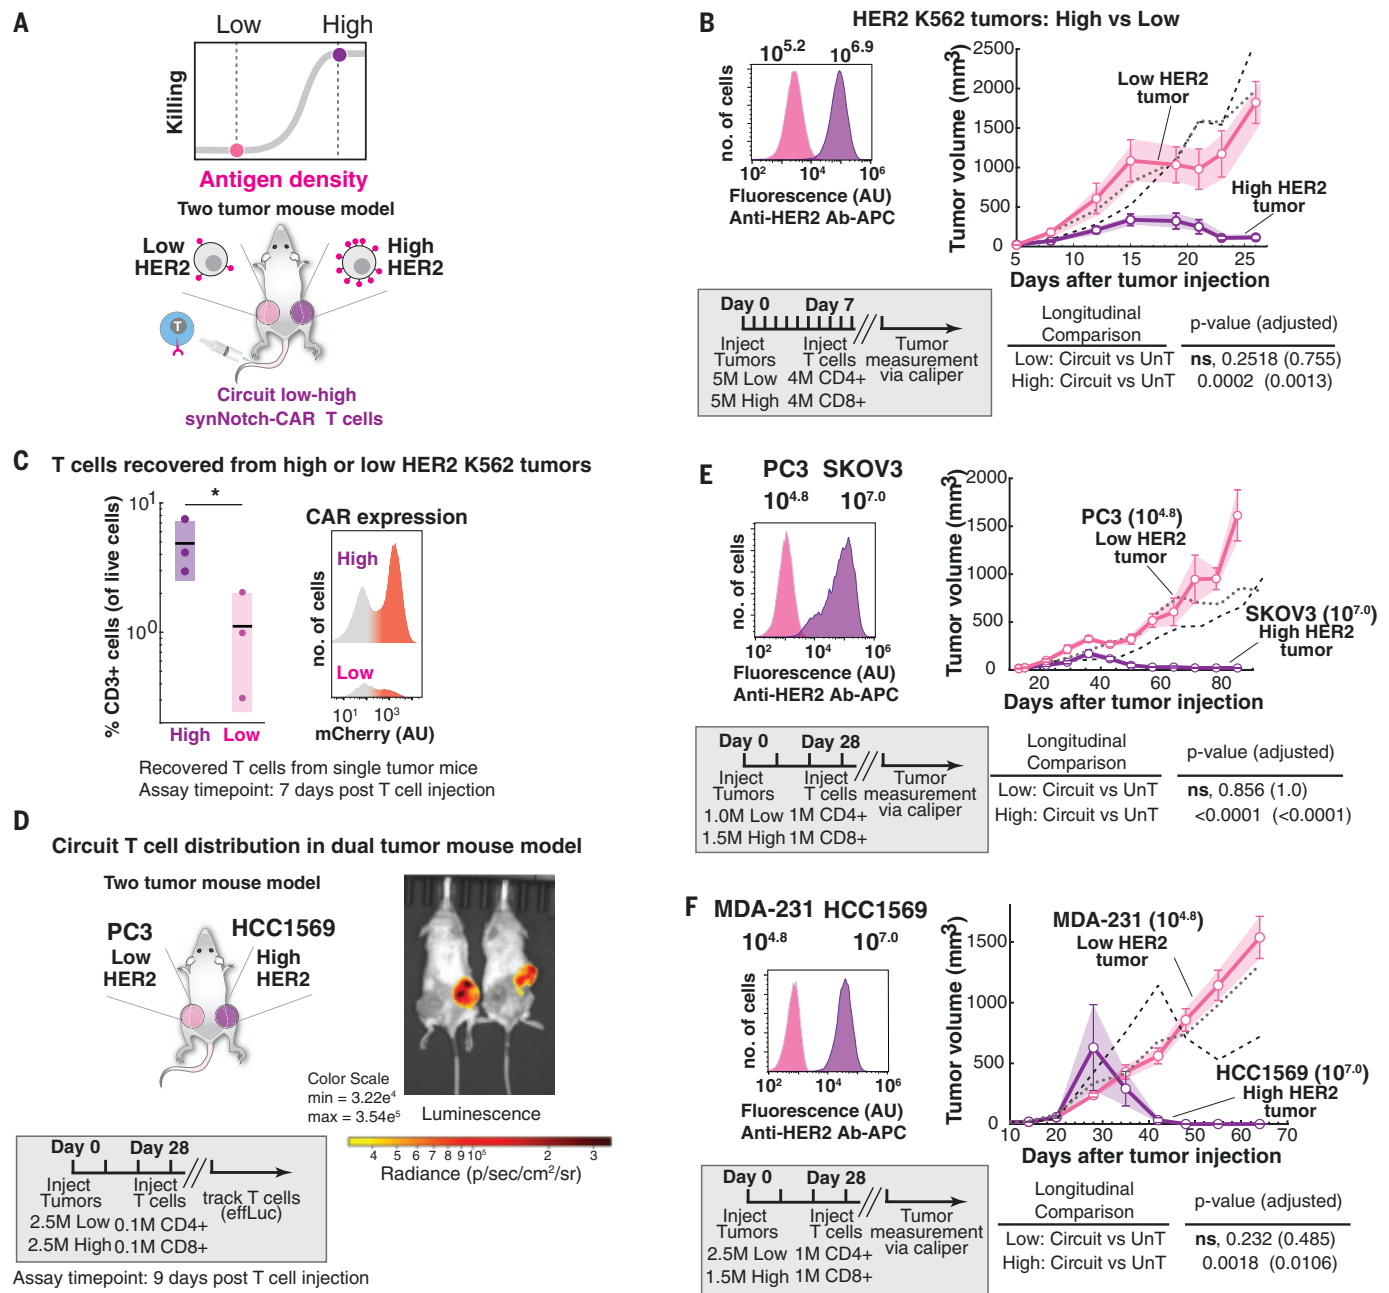 A
Low High
Killing
Antigen density
Two tumor mouse model
Low
HER2
High
HER2
T
Circuit low-high
synNotch-CAR T cells
B
HER2 K562 tumors: High vs Low
10^5.2 10^6.9
no. of cells
10^2 10^4 10^6
Fluorescence (AU)
Anti-HER2 Ab-APC
Tumor volume (mm^3)
2500
2000
1500
1000
500
0
5 10 15 20 25
Days after tumor injection
Low HER2
tumor
High HER2
tumor
Day 0 Day 7
Inject
Tumors
Inject
T cells
Tumor
measurement
via caliper
5M Low 4M CD4+
5M High 4M CD8+
Longitudinal
Comparison
p-value (adjusted)
Low: Circuit vs UnT ns, 0.2518 (0.755)
High: Circuit vs UnT 0.0002 (0.0013)
C
T cells recovered from high or low HER2 K562 tumors
% CD3+ cells (of live cells)
10^1
10^0
*
High Low
CAR expression
High
Low
no. of cells
10^1 10^3
mCherry (AU)
Recovered T cells from single tumor mice
Assay timepoint: 7 days post T cell injection
D
Circuit T cell distribution in dual tumor mouse model
Two tumor mouse model
PC3
Low
HER2
HCC1569
High
HER2
Color Scale
min = 3.22e^4
max = 3.54e^5
Luminescence
4 5 6 7 8 9 10^5 2 3
Radiance (p/sec/cm^2/sr)
Day 0 Day 28
Inject
Tumors
Inject
T cells
track T cells
(effLuc)
2.5M Low 0.1M CD4+
2.5M High 0.1M CD8+
Assay timepoint: 9 days post T cell injection
E
PC3 SKOV3
10^4.8 10^7.0
no. of cells
10^2 10^4 10^6
Fluorescence (AU)
Anti-HER2 Ab-APC
Tumor volume (mm^3)
2000
1500
1000
500
0
20 40 60 80
Days after tumor injection
PC3 (10^4.8)
Low HER2
tumor
SKOV3 (10^7.0)
High HER2
tumor
Day 0 Day 28
Inject
Tumors
Inject
T cells
Tumor
measurement
via caliper
1.0M Low 1M CD4+
1.5M High 1M CD8+
Longitudinal
Comparison
p-value (adjusted)
Low: Circuit vs UnT ns, 0.856 (1.0)
High: Circuit vs UnT <0.0001 (<0.0001)
F
MDA-231 HCC1569
10^4.8 10^7.0
no. of cells
10^2 10^4 10^6
Fluorescence (AU)
Anti-HER2 Ab-APC
Tumor volume (mm^3)
1500
1000
500
0
10 20 30 40 50 60 70
Days after tumor injection
MDA-231 (10^4.8)
Low HER2
tumor
HCC1569 (10^7.0)
High HER2
tumor
Day 0 Day 28
Inject
Tumors
Inject
T cells
Tumor
measurement
via caliper
2.5M Low 1M CD4+
1.5M High 1M CD8+
Longitudinal
Comparison
p-value (adjusted)
Low: Circuit vs UnT ns, 0.232 (0.485)
High: Circuit vs UnT 0.0018 (0.0106)